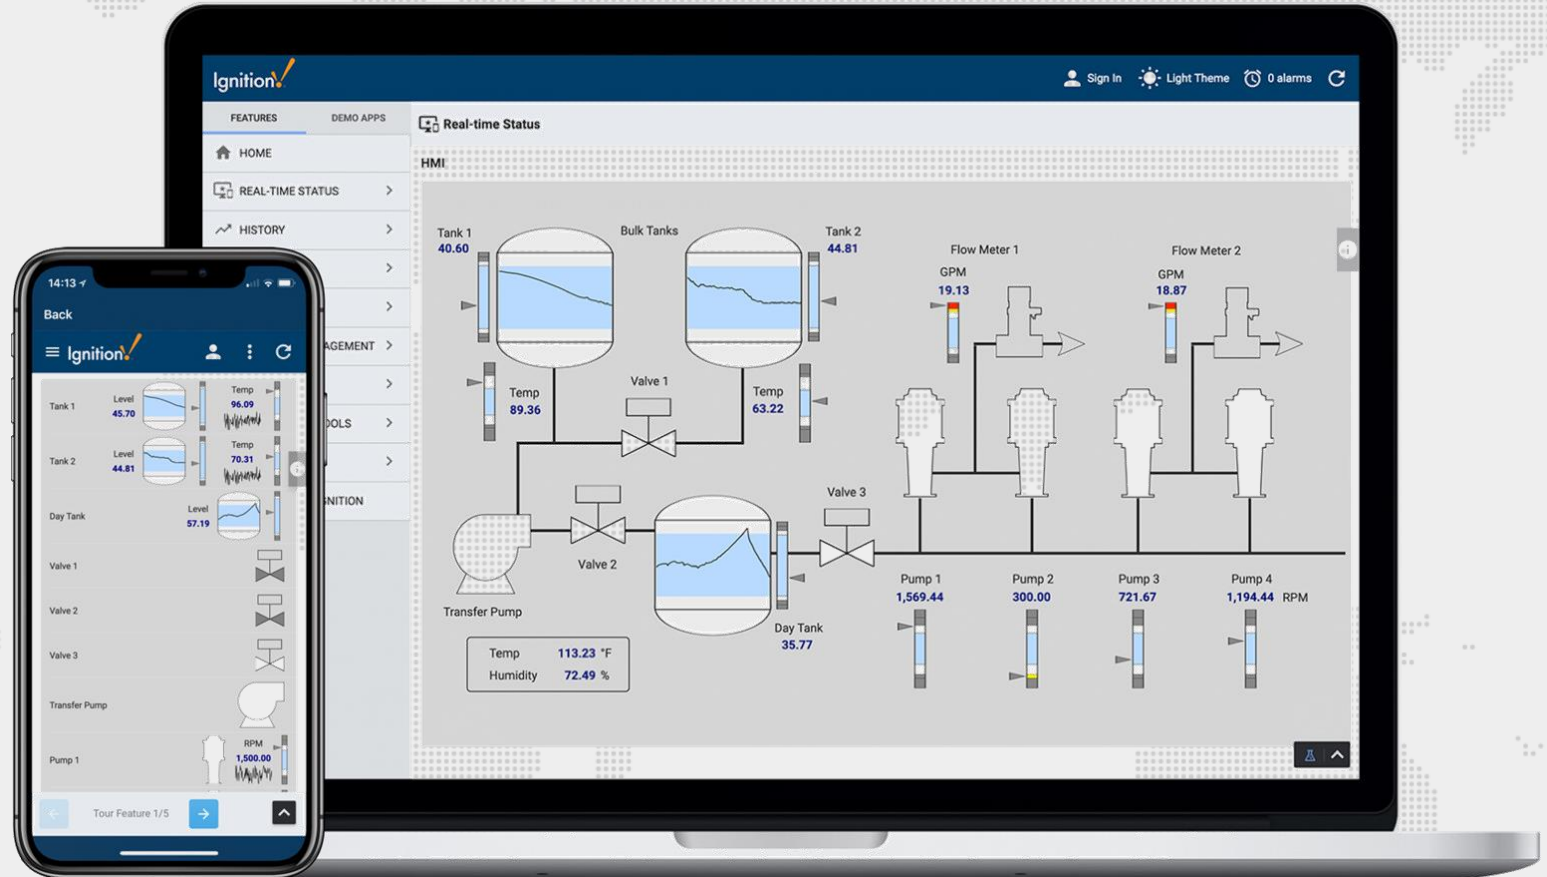 Ignition!
Sign In
Light Theme
0 alarms
FEATURES
DEMO APPS
Real-time Status
HOME
HMI
REAL-TIME STATUS
HISTORY
Tank 1
40.60
Bulk Tanks
Tank 2
44.81
Flow Meter 1
GPM
19.13
Flow Meter 2
GPM
18.87
Temp
89.36
Valve 1
Temp
63.22
Valve 2
Valve 3
Transfer Pump
Day Tank
35.77
Temp 113.23 °F
Humidity 72.49 %
Pump 1
1,569.44
Pump 2
300.00
Pump 3
721.67
Pump 4
1,194.44 RPM
AGEMENT
OOLS
GNITION
14:13
Back
Ignition!
Tank 1
Level
45.70
Temp
96.09
Tank 2
Level
44.81
Temp
70.31
Day Tank
Level
57.19
Valve 1
Valve 2
Valve 3
Transfer Pump
Pump 1
RPM
1,500.00
Tour Feature 1/5